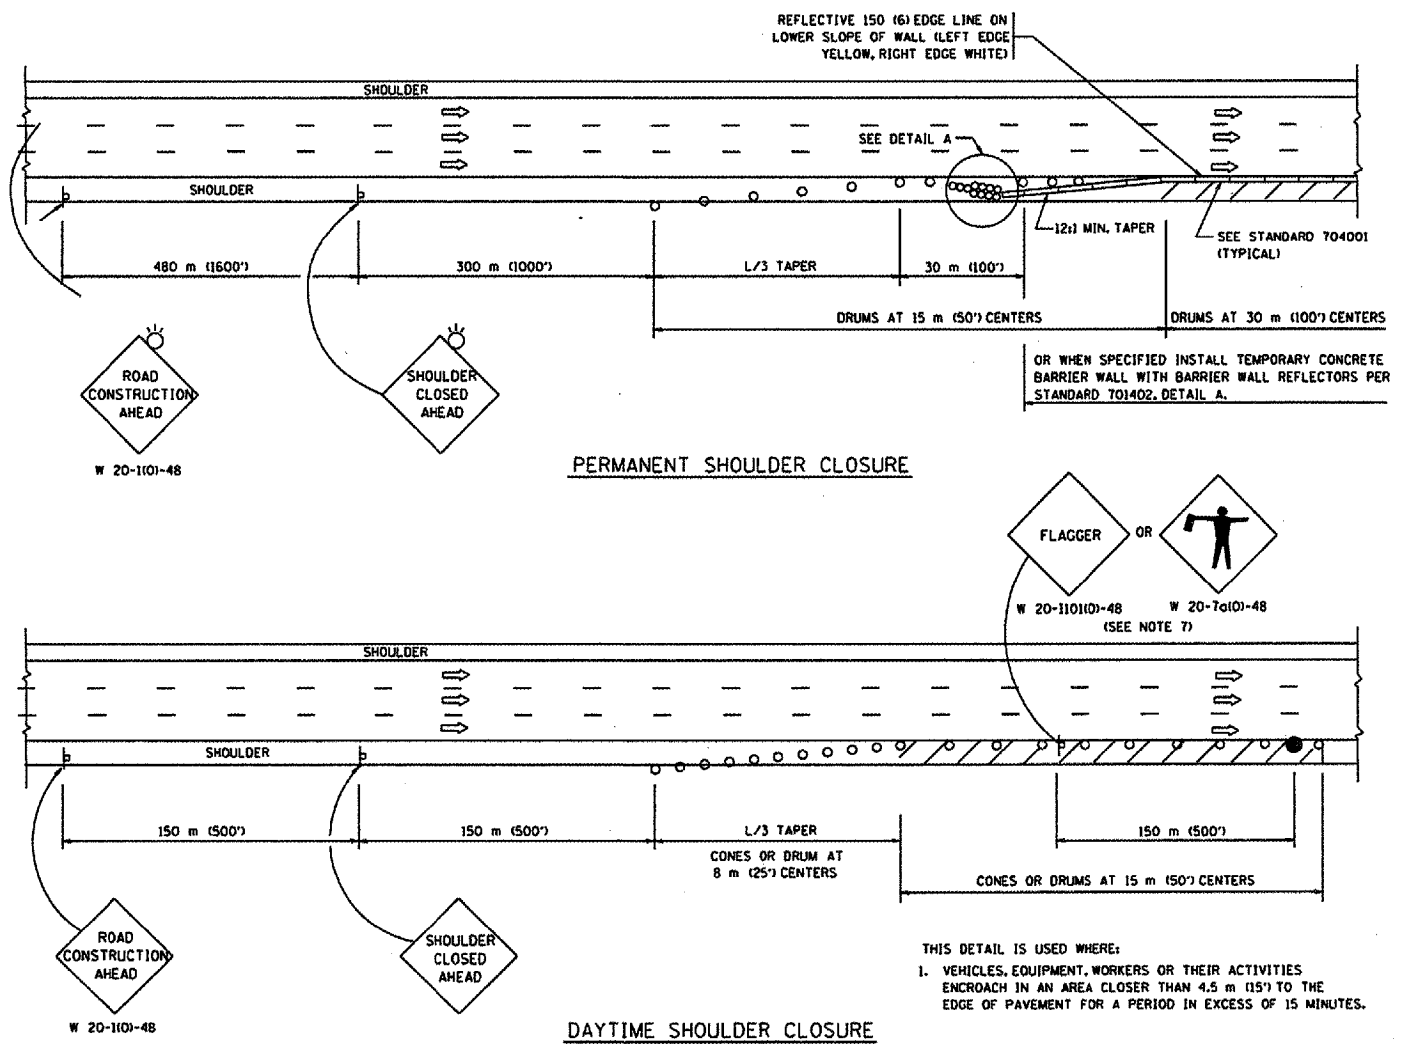 REFLECTIVE 150 (6) EDGE LINE ON
LOWER SLOPE OF WALL (LEFT EDGE
YELLOW, RIGHT EDGE WHITE)
SHOULDER
SEE DETAIL A
SHOULDER
12:1 MIN. TAPER
SEE STANDARD 704001
(TYPICAL)
480 m (1600')
300 m (1000')
L/3 TAPER
30 m (100')
DRUMS AT 15 m (50') CENTERS
DRUMS AT 30 m (100') CENTERS
OR WHEN SPECIFIED INSTALL TEMPORARY CONCRETE
BARRIER WALL WITH BARRIER WALL REFLECTORS PER
STANDARD 701402, DETAIL A.
ROAD
CONSTRUCTION
AHEAD
W 20-1(O)-48
SHOULDER
CLOSED
AHEAD
PERMANENT SHOULDER CLOSURE
FLAGGER
OR
W 20-I101(O)-48
W 20-7a(O)-48
(SEE NOTE 7)
SHOULDER
SHOULDER
150 m (500')
150 m (500')
L/3 TAPER
CONES OR DRUM AT
8 m (25') CENTERS
150 m (500')
CONES OR DRUMS AT 15 m (50') CENTERS
ROAD
CONSTRUCTION
AHEAD
W 20-1(O)-48
SHOULDER
CLOSED
AHEAD
THIS DETAIL IS USED WHERE:
1. VEHICLES, EQUIPMENT, WORKERS OR THEIR ACTIVITIES
ENCROACH IN AN AREA CLOSER THAN 4.5 m (15') TO THE
EDGE OF PAVEMENT FOR A PERIOD IN EXCESS OF 15 MINUTES.
DAYTIME SHOULDER CLOSURE